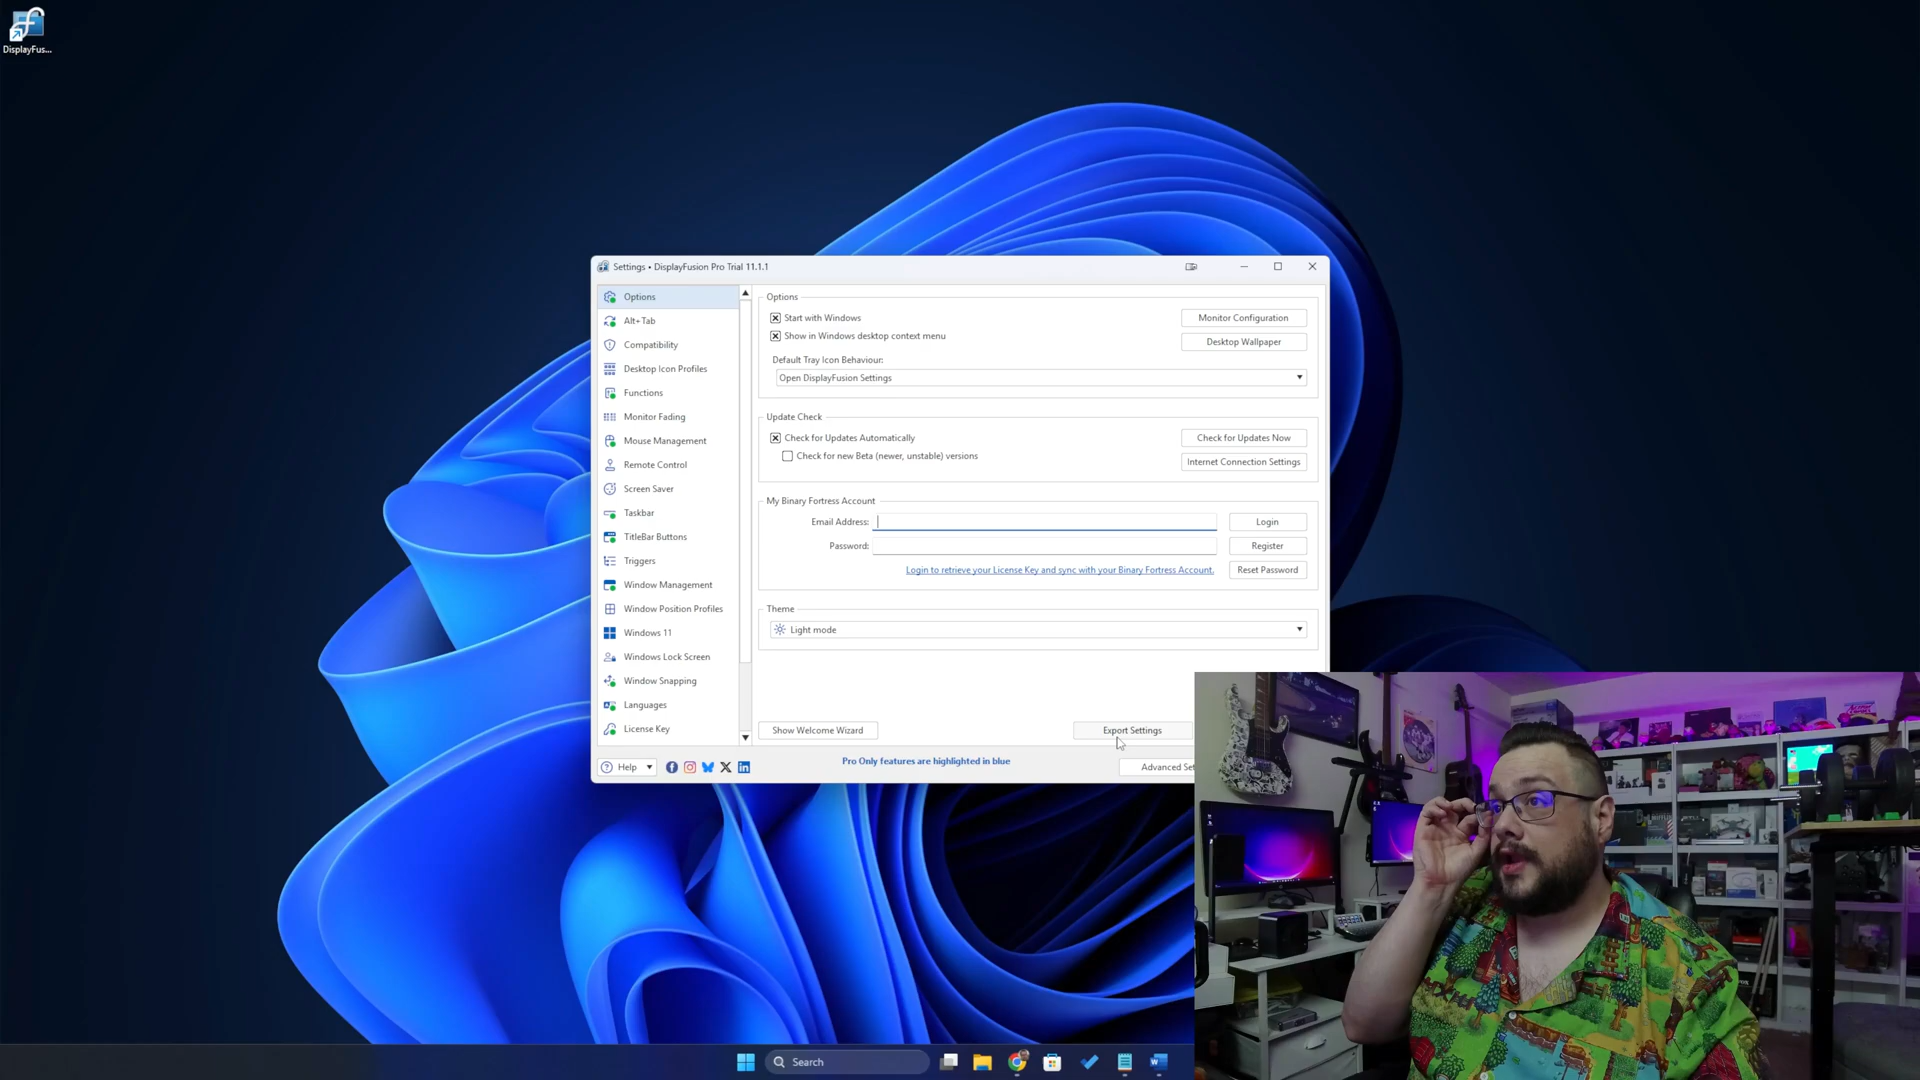 DisplayFus...
Settings • DisplayFusion Pro Trial 11.1.1
Options
Alt+Tab
Compatibility
Desktop Icon Profiles
Functions
Monitor Fading
Mouse Management
Remote Control
Screen Saver
Taskbar
TitleBar Buttons
Triggers
Window Management
Window Position Profiles
Windows 11
Windows Lock Screen
Window Snapping
Languages
License Key
Options
Start with Windows
Monitor Configuration
Show in Windows desktop context menu
Desktop Wallpaper
Default Tray Icon Behaviour:
Open DisplayFusion Settings
Update Check
Check for Updates Automatically
Check for Updates Now
Check for new Beta (newer, unstable) versions
Internet Connection Settings
My Binary Fortress Account
Email Address:
Login
Password:
Register
Login to retrieve your License Key and sync with your Binary Fortress Account.
Reset Password
Theme
Light mode
Show Welcome Wizard
Export Settings
Help
Pro Only features are highlighted in blue
Advanced Set
Search